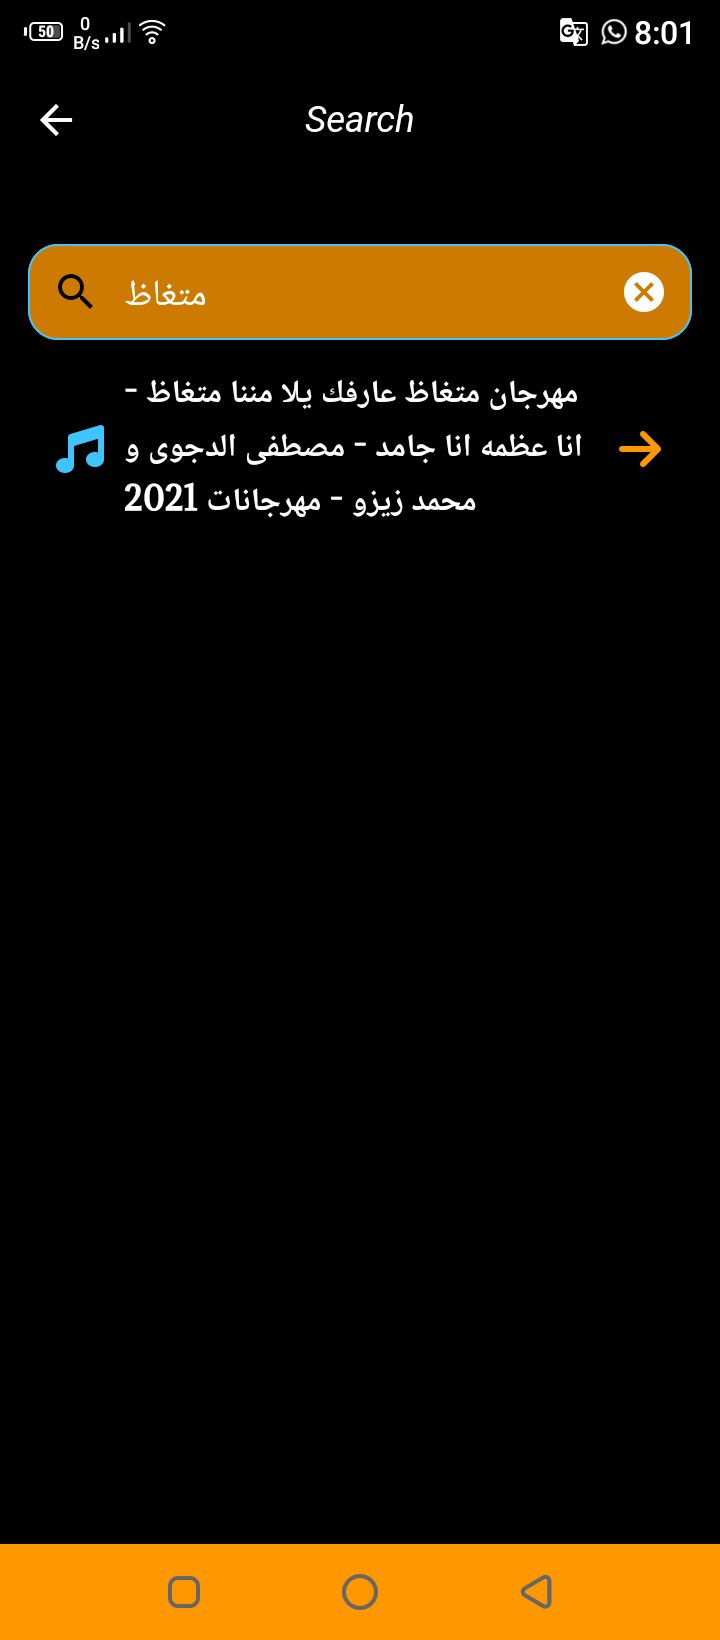 50
0
B/s
8:01
Search
متغاظ
مهرجان متغاظ عارفك يلا مننا متغاظ -
انا عظمه انا جامد - مصطفى الدجوى و
محمد زيزو - مهرجانات 2021